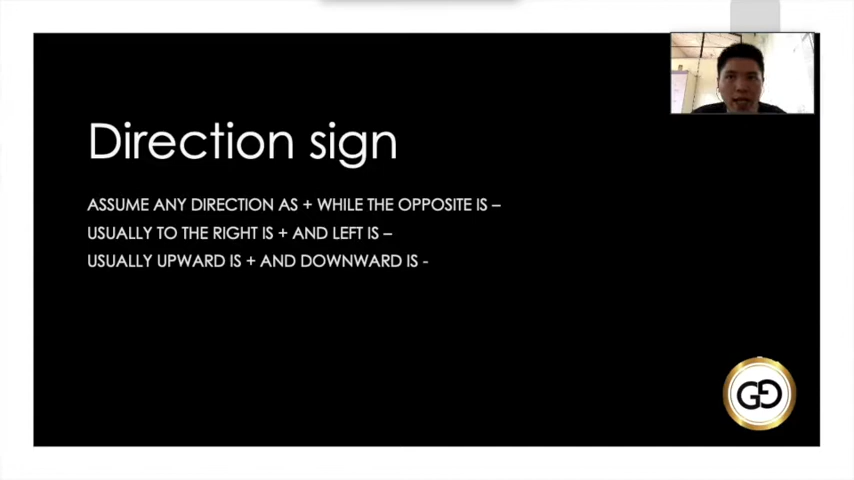 Direction sign
ASSUME ANY DIRECTION AS + WHILE THE OPPOSITE IS –
USUALLY TO THE RIGHT IS + AND LEFT IS –
USUALLY UPWARD IS + AND DOWNWARD IS -
GG